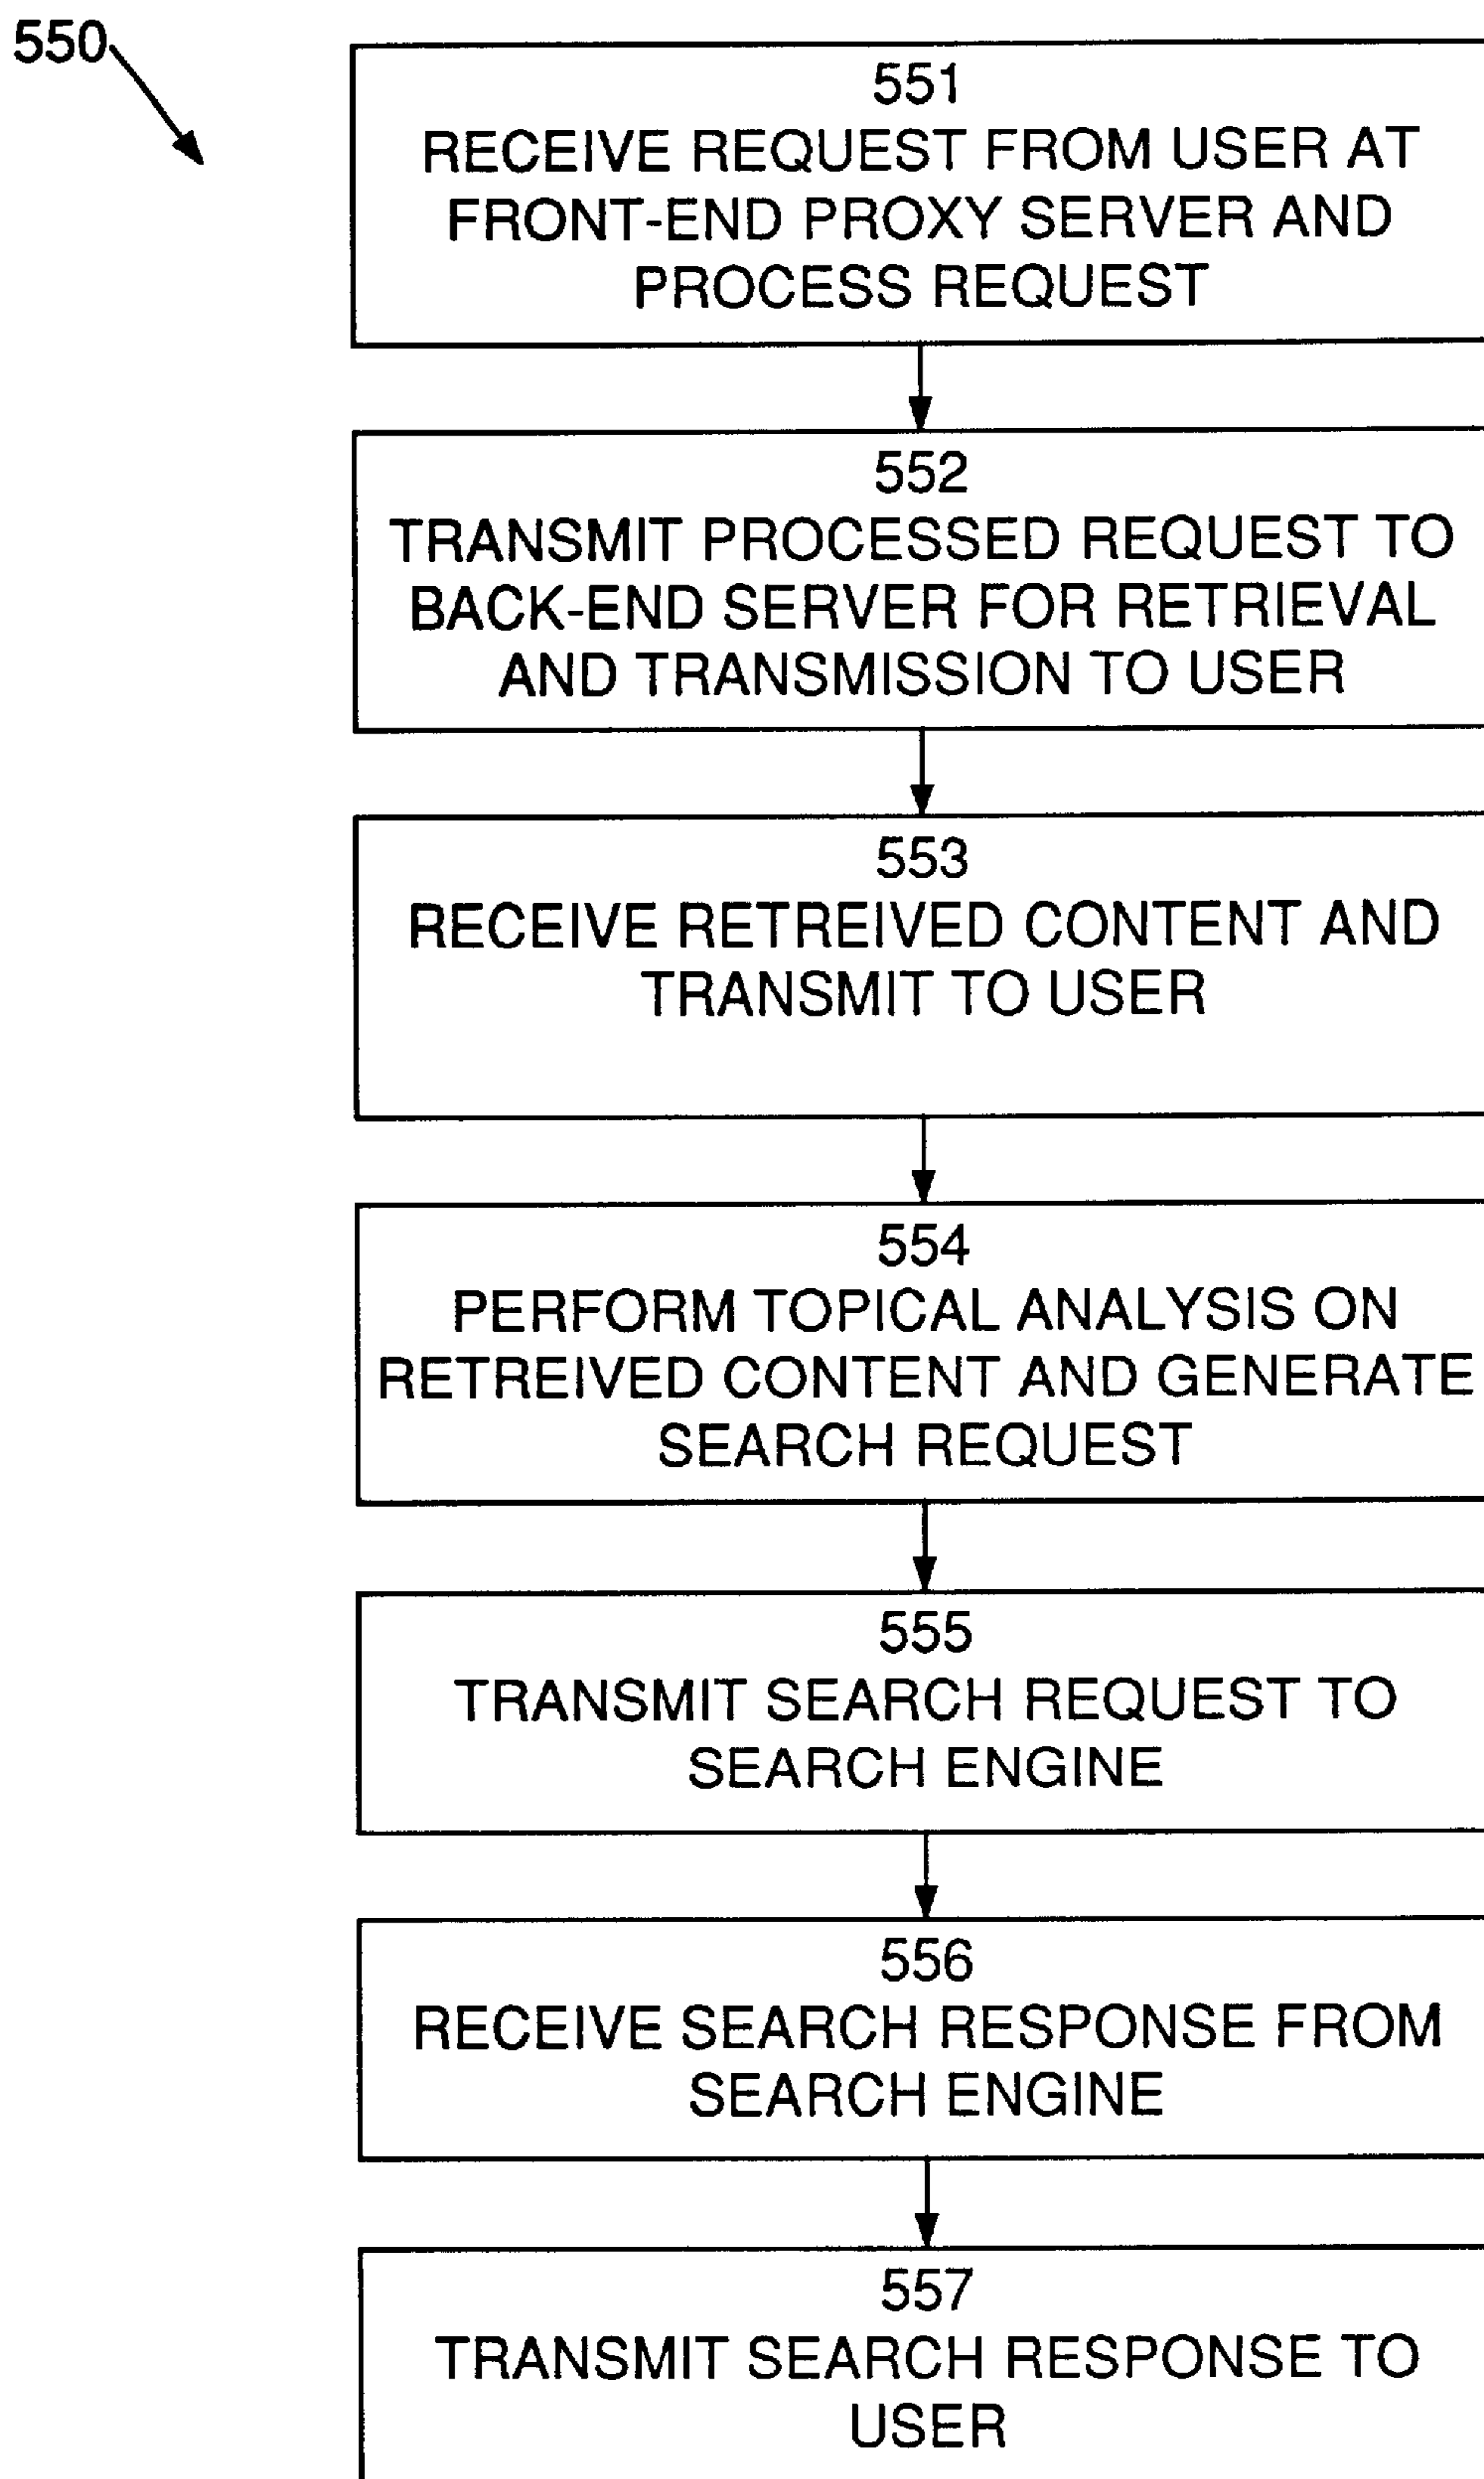 550
551
RECEIVE REQUEST FROM USER AT
FRONT-END PROXY SERVER AND
PROCESS REQUEST
552
TRANSMIT PROCESSED REQUEST TO
BACK-END SERVER FOR RETRIEVAL
AND TRANSMISSION TO USER
553
RECEIVE RETREIVED CONTENT AND
TRANSMIT TO USER
554
PERFORM TOPICAL ANALYSIS ON
RETREIVED CONTENT AND GENERATE
SEARCH REQUEST
555
TRANSMIT SEARCH REQUEST TO
SEARCH ENGINE
556
RECEIVE SEARCH RESPONSE FROM
SEARCH ENGINE
557
TRANSMIT SEARCH RESPONSE TO
USER